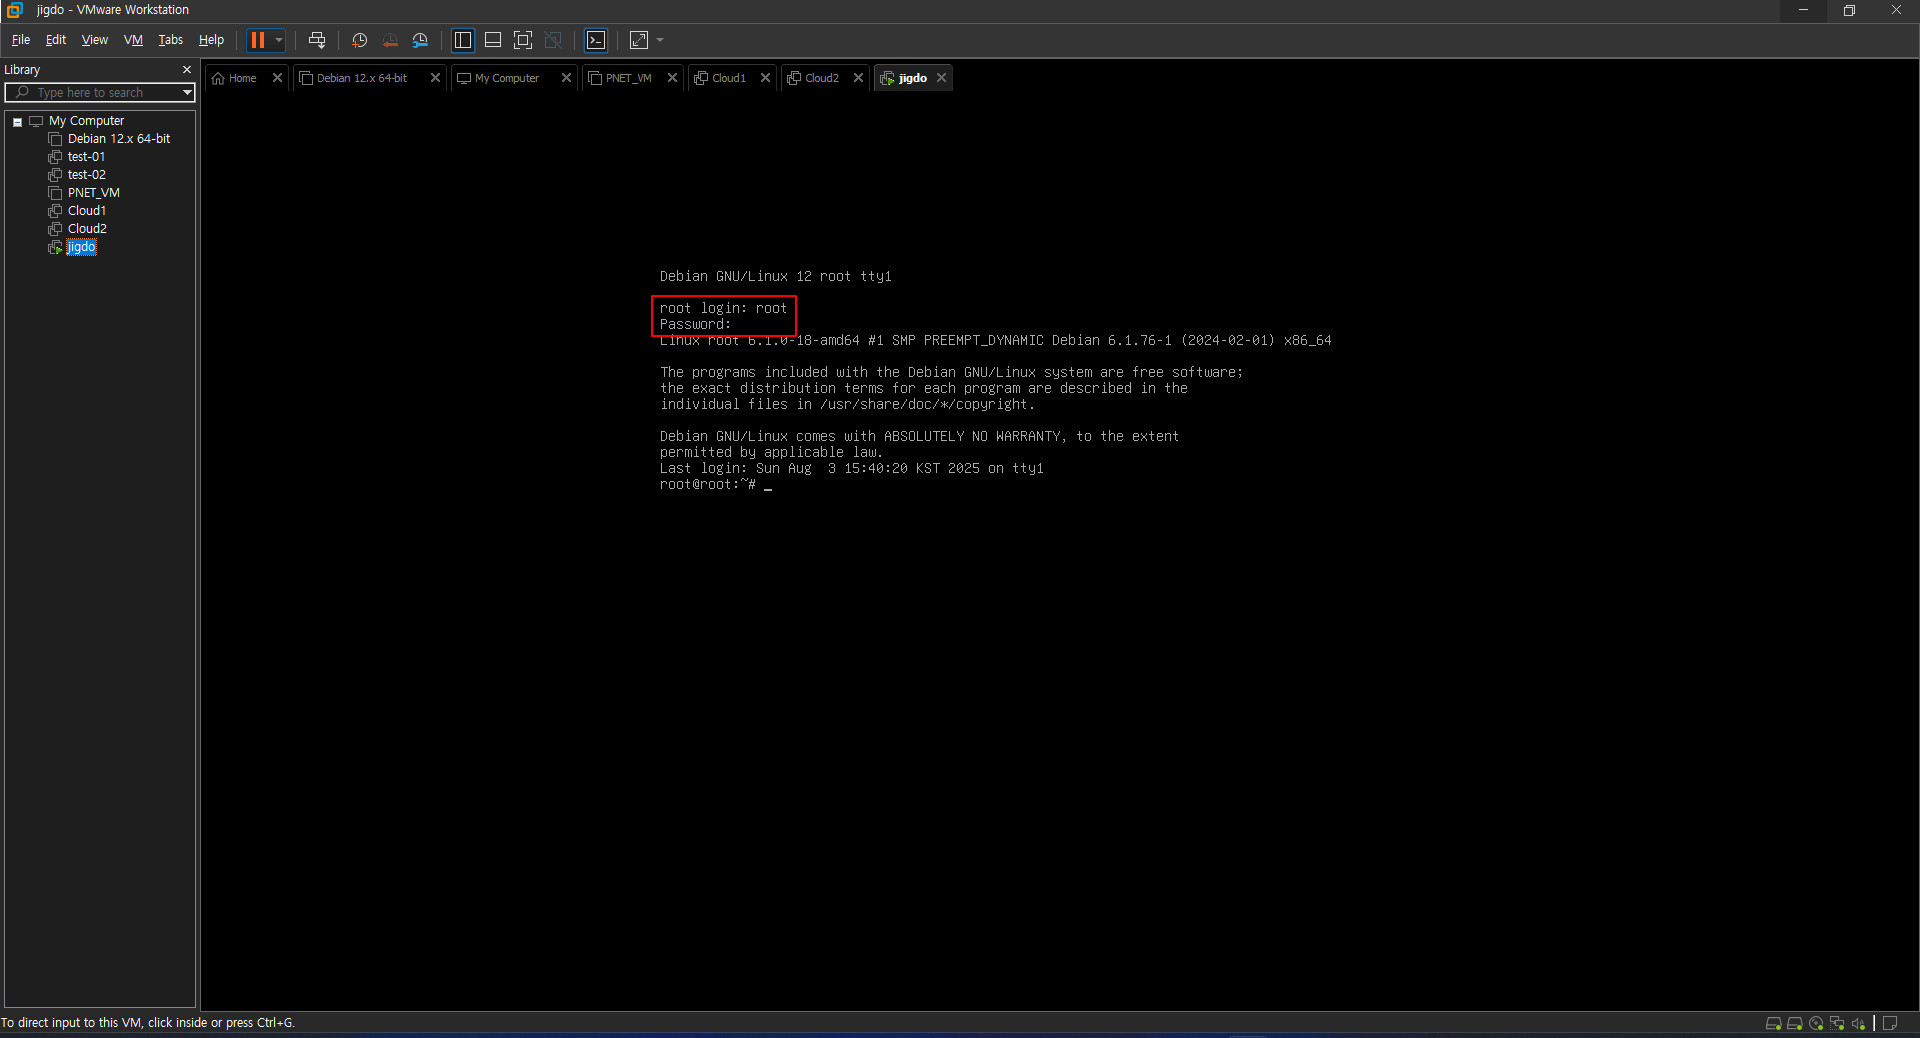 jigdo - VMware Workstation
File Edit View VM Tabs Help
Library
Type here to search
My Computer
Debian 12.x 64-bit
test-01
test-02
PNET_VM
Cloud1
Cloud2
jigdo
Home Debian 12.x 64-bit My Computer PNET_VM Cloud1 Cloud2 jigdo
Debian GNU/Linux 12 root tty1
root login: root
Password:
Linux root 6.1.0-18-amd64 #1 SMP PREEMPT_DYNAMIC Debian 6.1.76-1 (2024-02-01) x86_64
The programs included with the Debian GNU/Linux system are free software;
the exact distribution terms for each program are described in the
individual files in /usr/share/doc/*/copyright.
Debian GNU/Linux comes with ABSOLUTELY NO WARRANTY, to the extent
permitted by applicable law.
Last login: Sun Aug  3 15:40:20 KST 2025 on tty1
root@root:~# _
To direct input to this VM, click inside or press Ctrl+G.